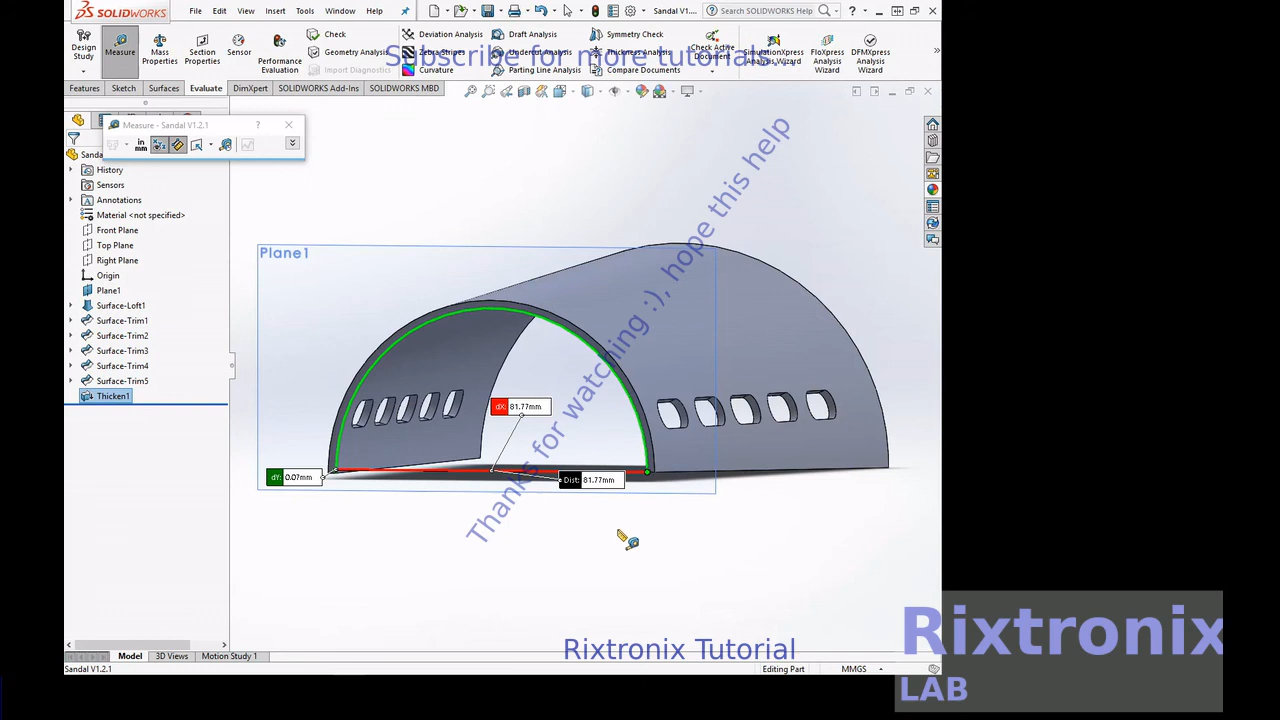 SOLIDWORKS
File Edit View Insert Tools Window Help
Sandal V1...
Search SOLIDWORKS Help
Design Study
Measure
Mass Properties
Section Properties
Sensor
Performance Evaluation
Check
Geometry Analysis
Import Diagnostics
Deviation Analysis
Zebra Stripes
Curvature
Draft Analysis
Undercut Analysis
Parting Line Analysis
Symmetry Check
Thickness Analysis
Compare Documents
Check Active Document
SimulationXpress Analysis Wizard
FloXpress Analysis Wizard
DFMXpress Analysis Wizard
Subscribe for more tutorials...
Features Sketch Surfaces Evaluate DimXpert SOLIDWORKS Add-Ins SOLIDWORKS MBD
Measure - Sandal V1.2.1
in
mm
Sanda
History
Sensors
Annotations
Material <not specified>
Front Plane
Top Plane
Right Plane
Origin
Plane1
Surface-Loft1
Surface-Trim1
Surface-Trim2
Surface-Trim3
Surface-Trim4
Surface-Trim5
Thicken1
Plane1
dX: 81.77mm
dY: 0.07mm
Dist: 81.77mm
Thanks for watching :), hope this help
Rixtronix Tutorial
Rixtronix
LAB
Model 3D Views Motion Study 1
Sandal V1.2.1
Editing Part
MMGS